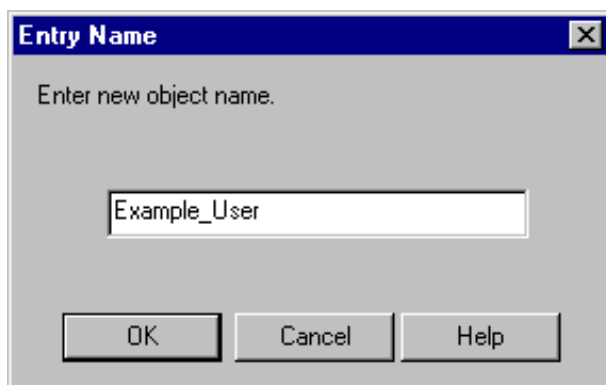 Entry Name
Enter new object name.
Example_User
OK Cancel Help